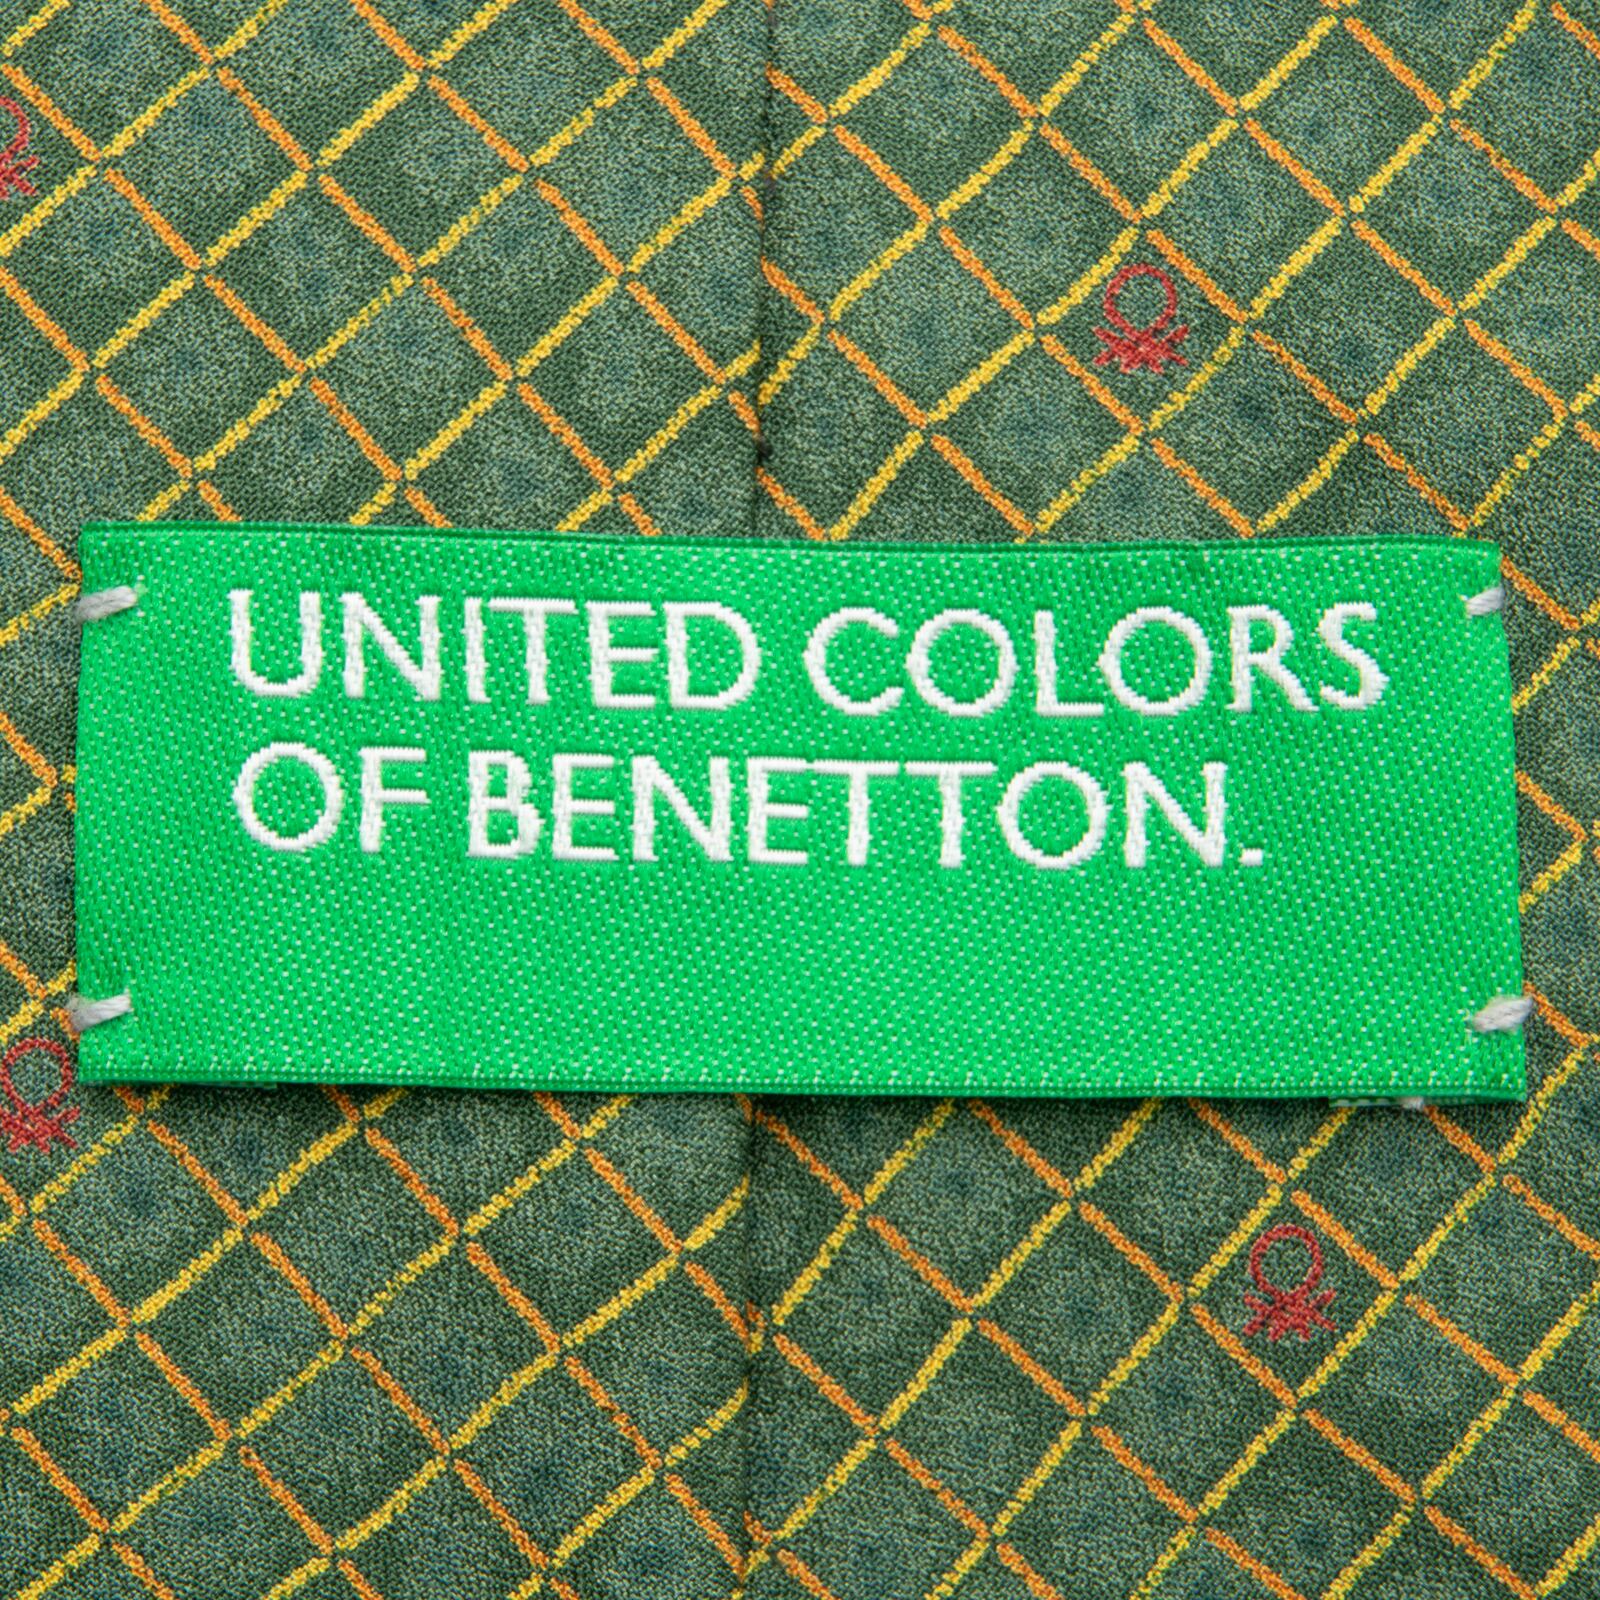 UNITED COLORS
OF BENETTON.